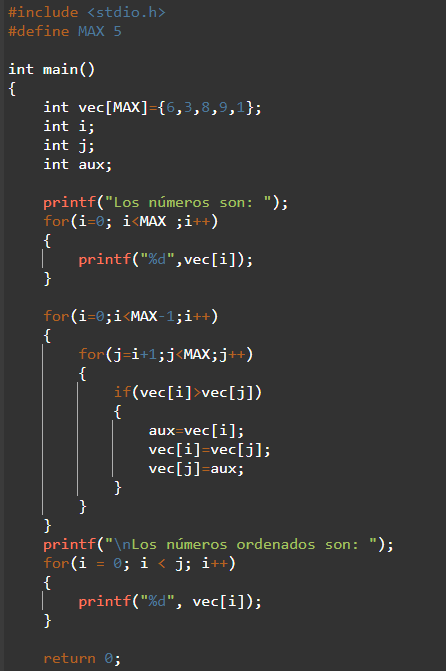 #include <stdio.h>
#define MAX 5

int main()
{
    int vec[MAX]={6,3,8,9,1};
    int i;
    int j;
    int aux;

    printf("Los números son: ");
    for(i=0; i<MAX ;i++)
    {
        printf("%d",vec[i]);
    }

    for(i=0;i<MAX-1;i++)
    {
        for(j=i+1;j<MAX;j++)
        {
            if(vec[i]>vec[j])
            {
                aux=vec[i];
                vec[i]=vec[j];
                vec[j]=aux;
            }
        }
    }
    printf("\nLos números ordenados son: ");
    for(i = 0; i < j; i++)
    {
        printf("%d", vec[i]);
    }

    return 0;